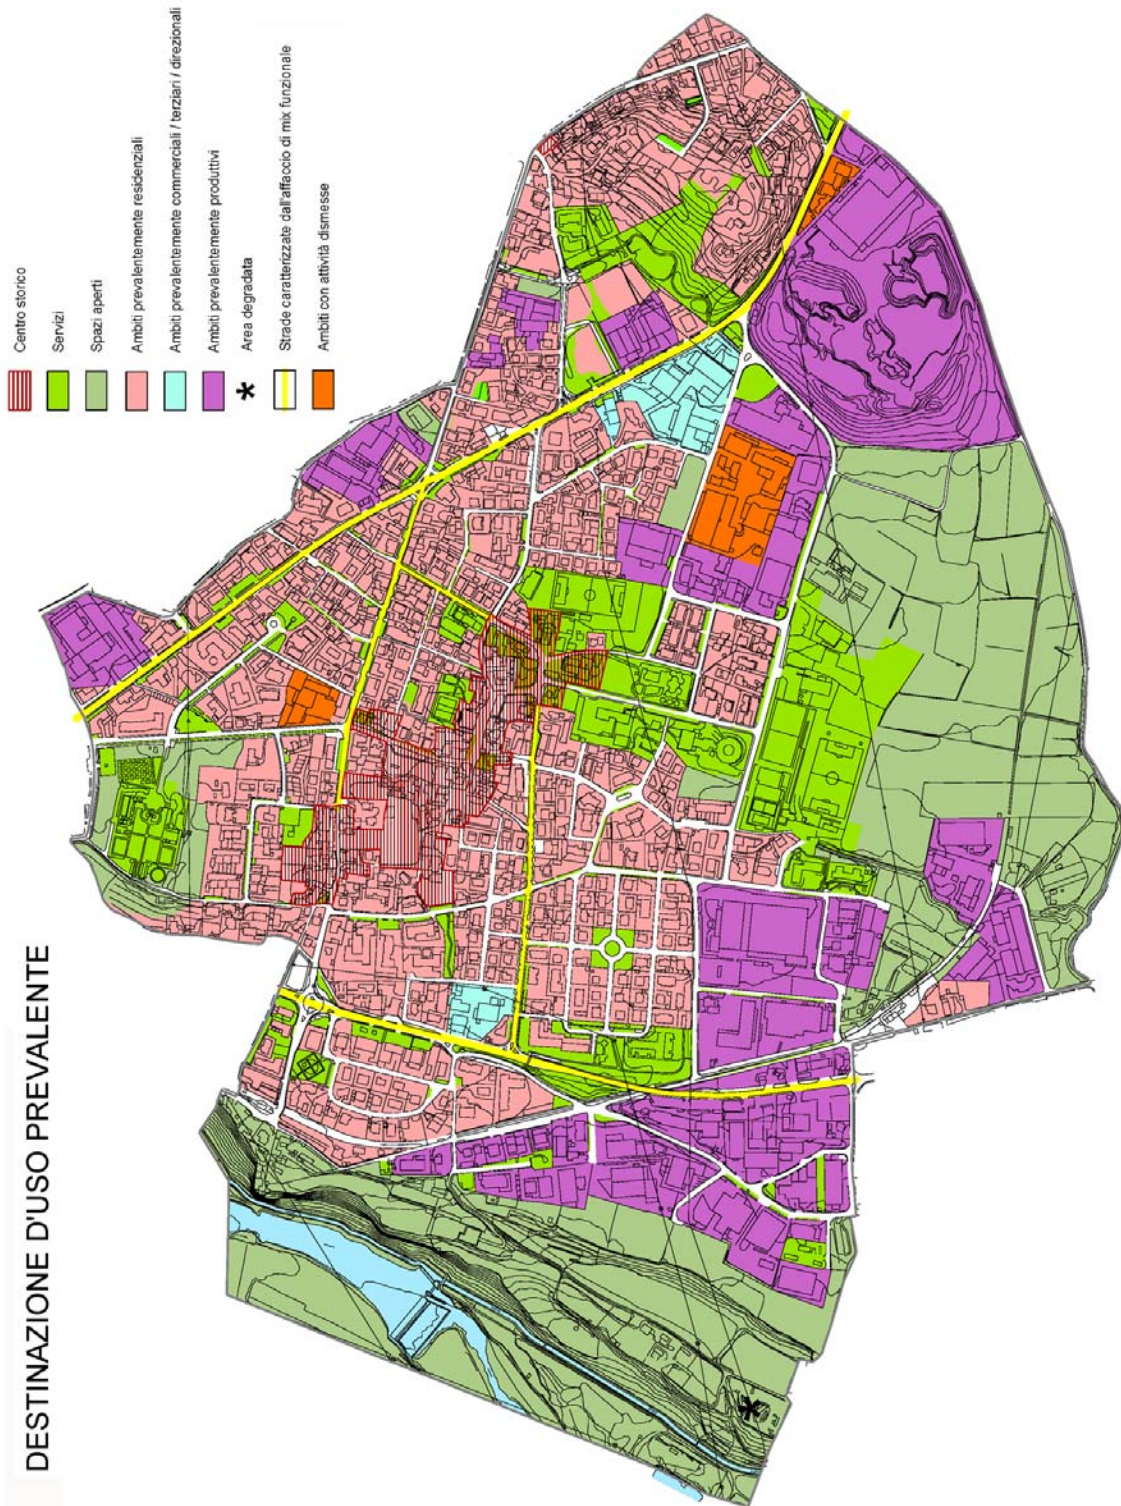 DESTINAZIONE D'USO PREVALENTE
Centro storico
Servizi
Spazi aperti
Ambiti prevalentemente residenziali
Ambiti prevalentemente commerciali / terziari / direzionali
Ambiti prevalentemente produttivi
Area degradata
Strade caratterizzate dall'affaccio di mix funzionale
Ambiti con attività dismesse